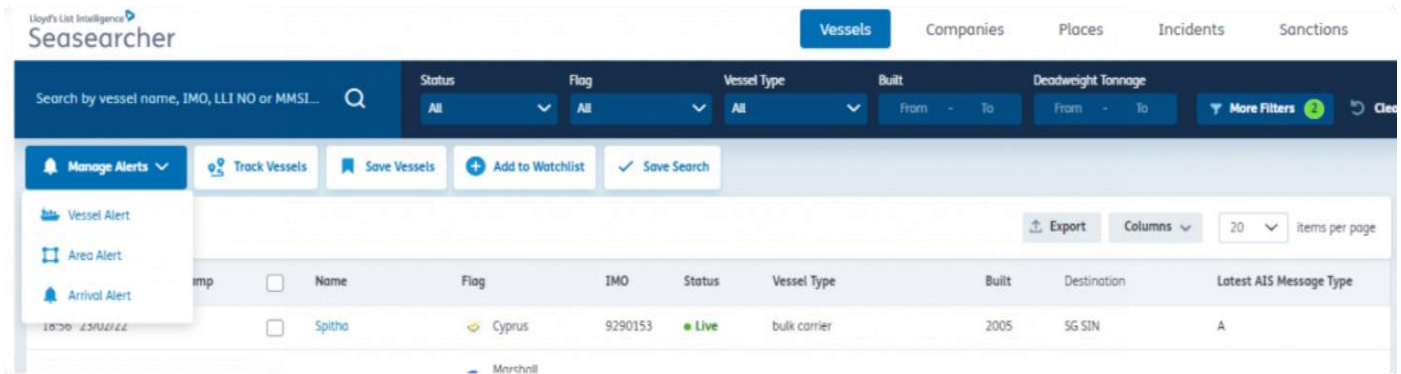 Lloyd's List Intelligence
Seasearcher
Vessels Companies Places Incidents Sanctions
Status Flag Vessel Type Built Deadweight Tonnage
Search by vessel name, IMO, LLI NO or MMSI...
All All All From - To From - To More Filters 2
Manage Alerts Track Vessels Save Vessels Add to Watchlist Save Search
Vessel Alert
Export Columns 20 items per page
Area Alert
Name Flag IMO Status Vessel Type Built Destination Latest AIS Message Type
Arrival Alert
18:56 23/02/22 Spitha Cyprus 9290153 Live bulk carrier 2005 SG SIN A
Marshall